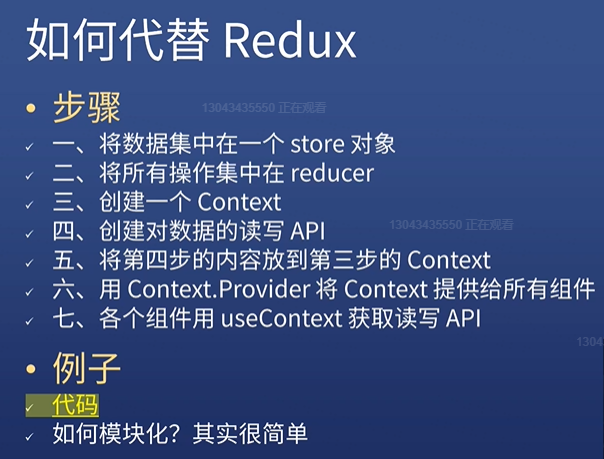 如何代替 Redux
• 步骤
✓ 一、将数据集中在一个 store 对象
✓ 二、将所有操作集中在 reducer
✓ 三、创建一个 Context
✓ 四、创建对数据的读写 API
✓ 五、将第四步的内容放到第三步的 Context
✓ 六、用 Context.Provider 将 Context 提供给所有组件
✓ 七、各个组件用 useContext 获取读写 API
• 例子
✓ 代码
✓ 如何模块化？其实很简单
13043435550 正在观看
13043435550 正在观看
1304